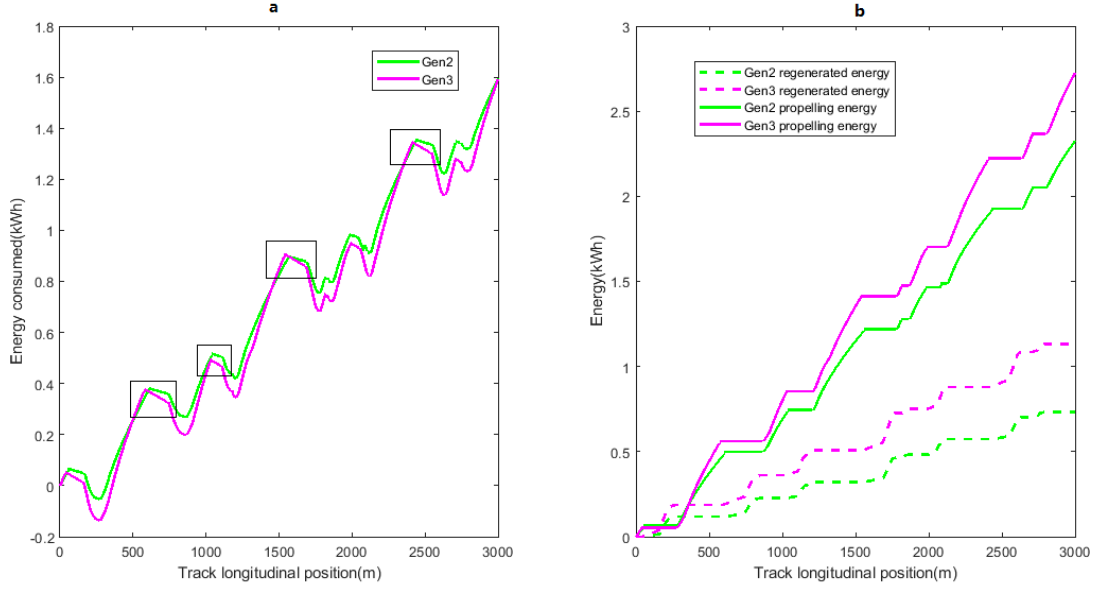 a
1.8
1.6
1.4
1.2
1
0.8
0.6
0.4
0.2
0
-0.2
Energy consumed(kWh)
Gen2
Gen3
0 500 1000 1500 2000 2500 3000
Track longitudinal position(m)
b
3
2.5
2
1.5
1
0.5
0
Energy(kWh)
Gen2 regenerated energy
Gen3 regenerated energy
Gen2 propelling energy
Gen3 propelling energy
0 500 1000 1500 2000 2500 3000
Track longitudinal position(m)